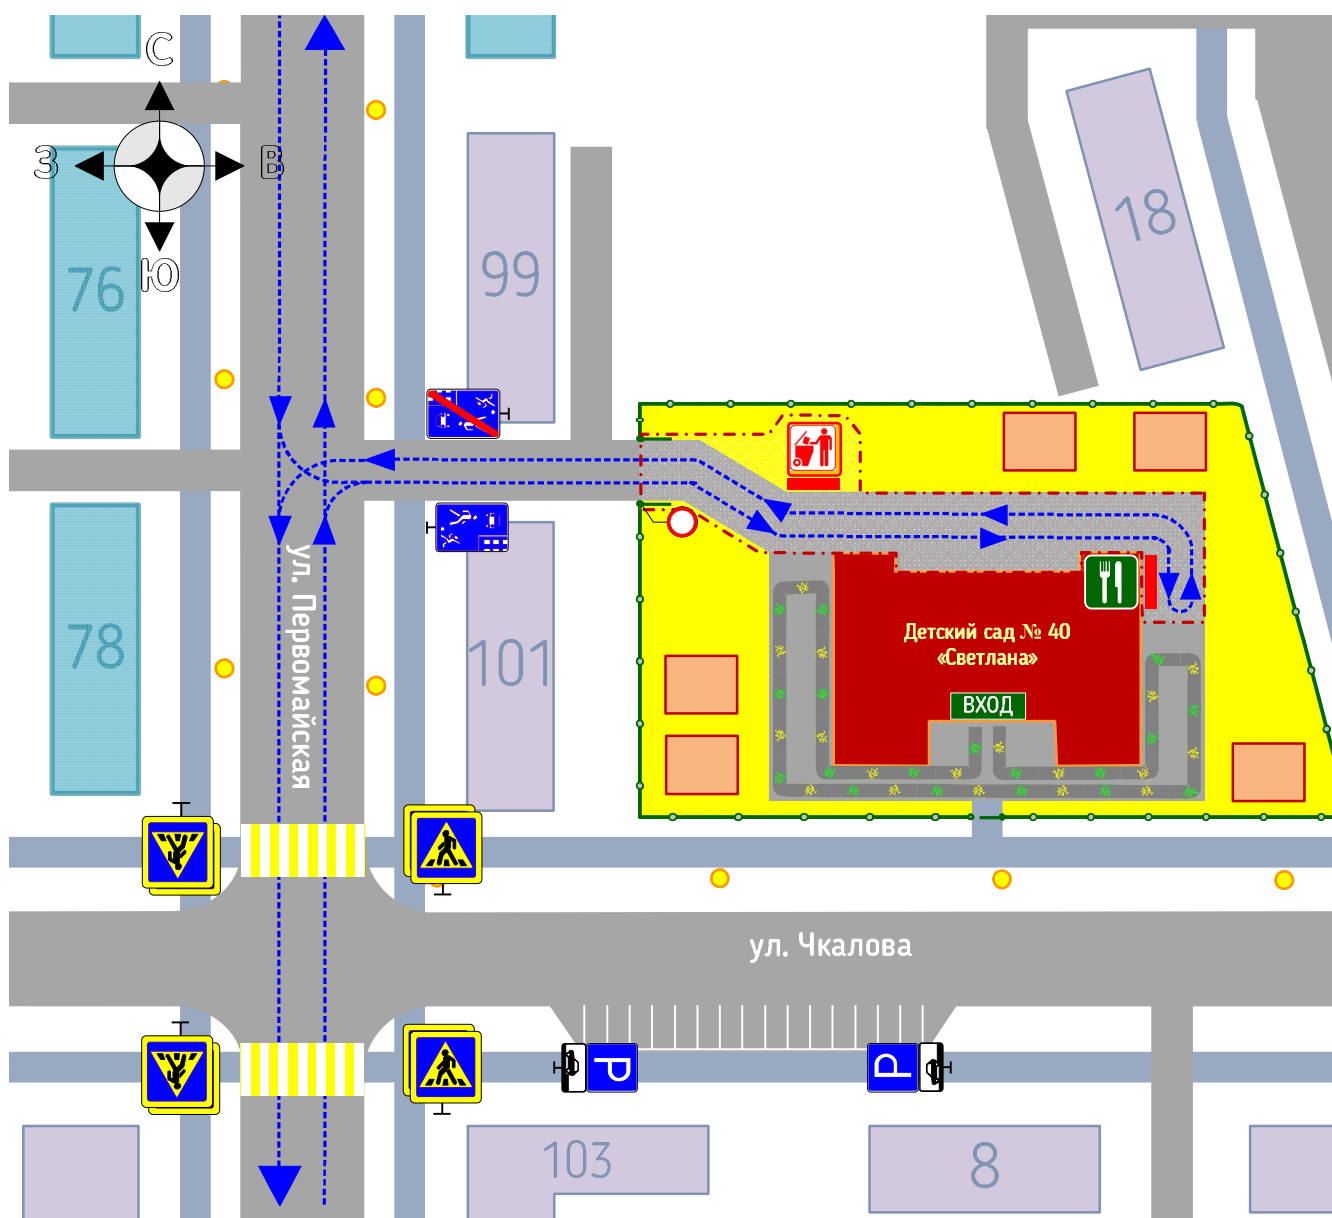 С
З
В
Ю
76
99
18
78
101
ул. Первомайская
Детский сад № 40
«Светлана»
ВХОД
ул. Чкалова
P
P
103
8